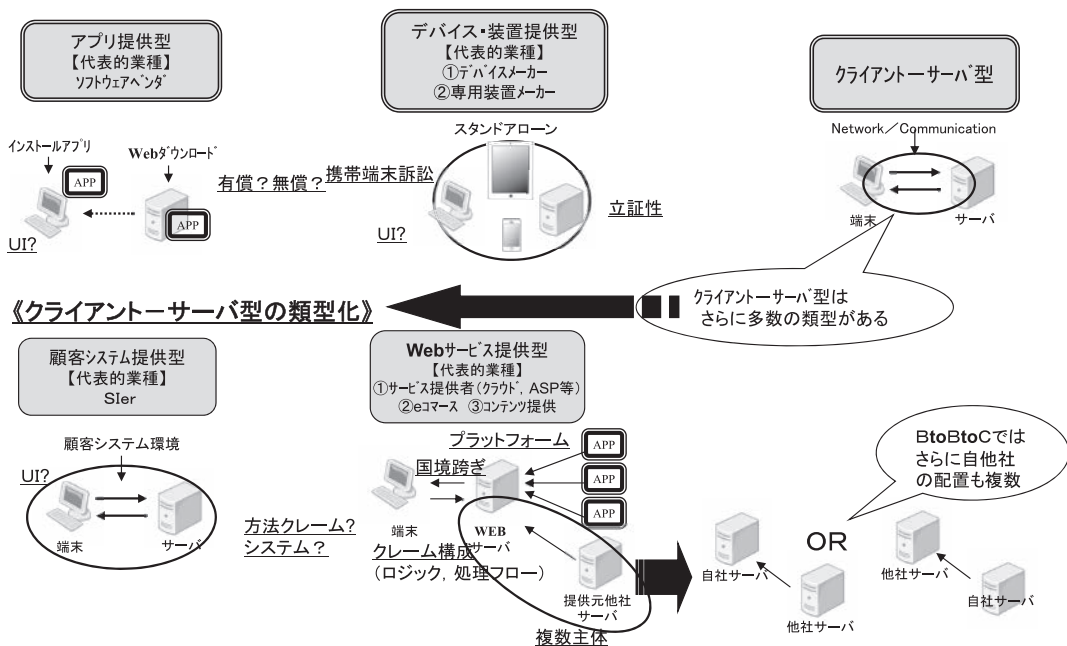 アプリ提供型
【代表的業種】
ソフトウェアベンダ
デバイス・装置提供型
【代表的業種】
①デバイスメーカー
②専用装置メーカー
クライアントーサーバ型
インストールアプリ
Webダウンロード
APP
APP
UI?
有償？無償？
スタンドアローン
携帯端末訴訟
UI?
立証性
Network／Communication
端末
サーバ
クライアントーサーバ型は
さらに多数の類型がある
《クライアントーサーバ型の類型化》
顧客システム提供型
【代表的業種】
SIer
Webサービス提供型
【代表的業種】
①サービス提供者(クラウド,ASP等)
②eコマース ③コンテンツ提供
顧客システム環境
UI?
端末
サーバ
方法クレーム？
システム？
プラットフォーム
国境跨ぎ
APP
APP
APP
端末
WEB
サーバ
クレーム構成
(ロジック，処理フロー)
提供元他社
サーバ
複数主体
BtoBtoCでは
さらに自他社
の配置も複数
自社サーバ
他社サーバ
OR
他社サーバ
自社サーバ